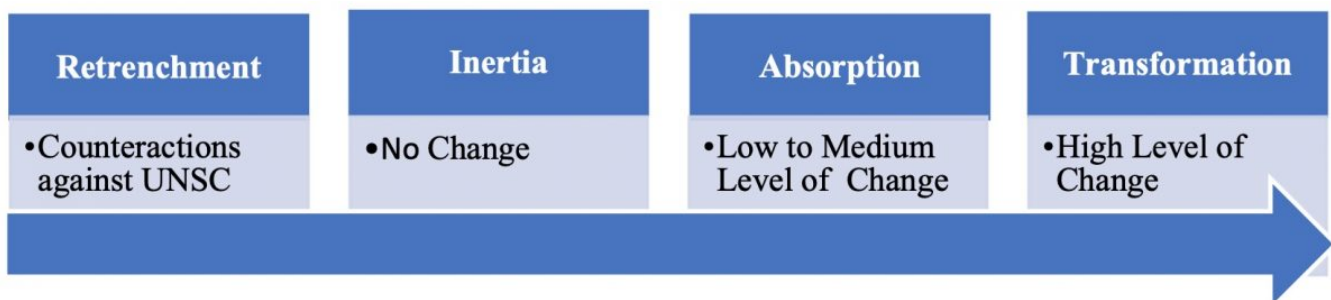 Retrenchment
•Counteractions
against UNSC
Inertia
•No Change
Absorption
•Low to Medium
Level of Change
Transformation
•High Level of
Change